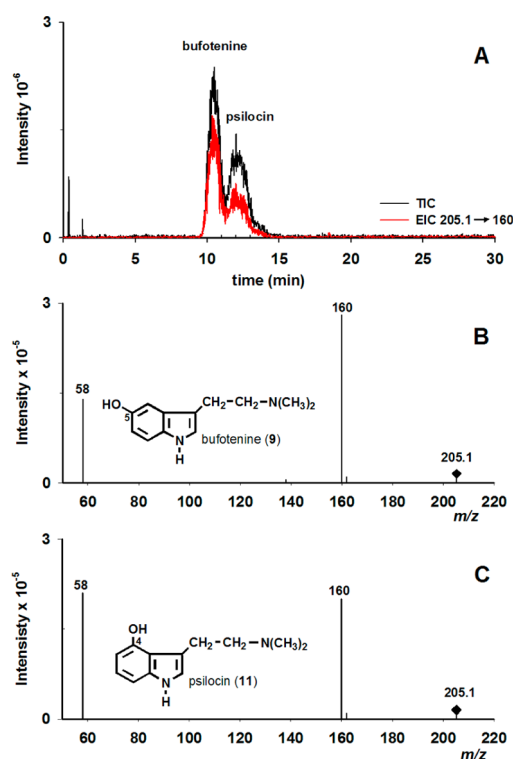 3
bufotenine
A
psilocin
Intensity 10⁻⁶
TIC
EIC 205.1 → 160
0
0 5 10 15 20 25 30
time (min)
3
160
B
58
HO
5
CH₂–CH₂–N(CH₃)₂
N
H
bufotenine (9)
205.1
Intensity x 10⁻⁵
0
60 80 100 120 140 160 180 200 220
m/z
3
C
58
160
OH
4
CH₂–CH₂–N(CH₃)₂
N
H
psilocin (11)
205.1
Intensisty x 10⁻⁵
0
60 80 100 120 140 160 180 200 220
m/z